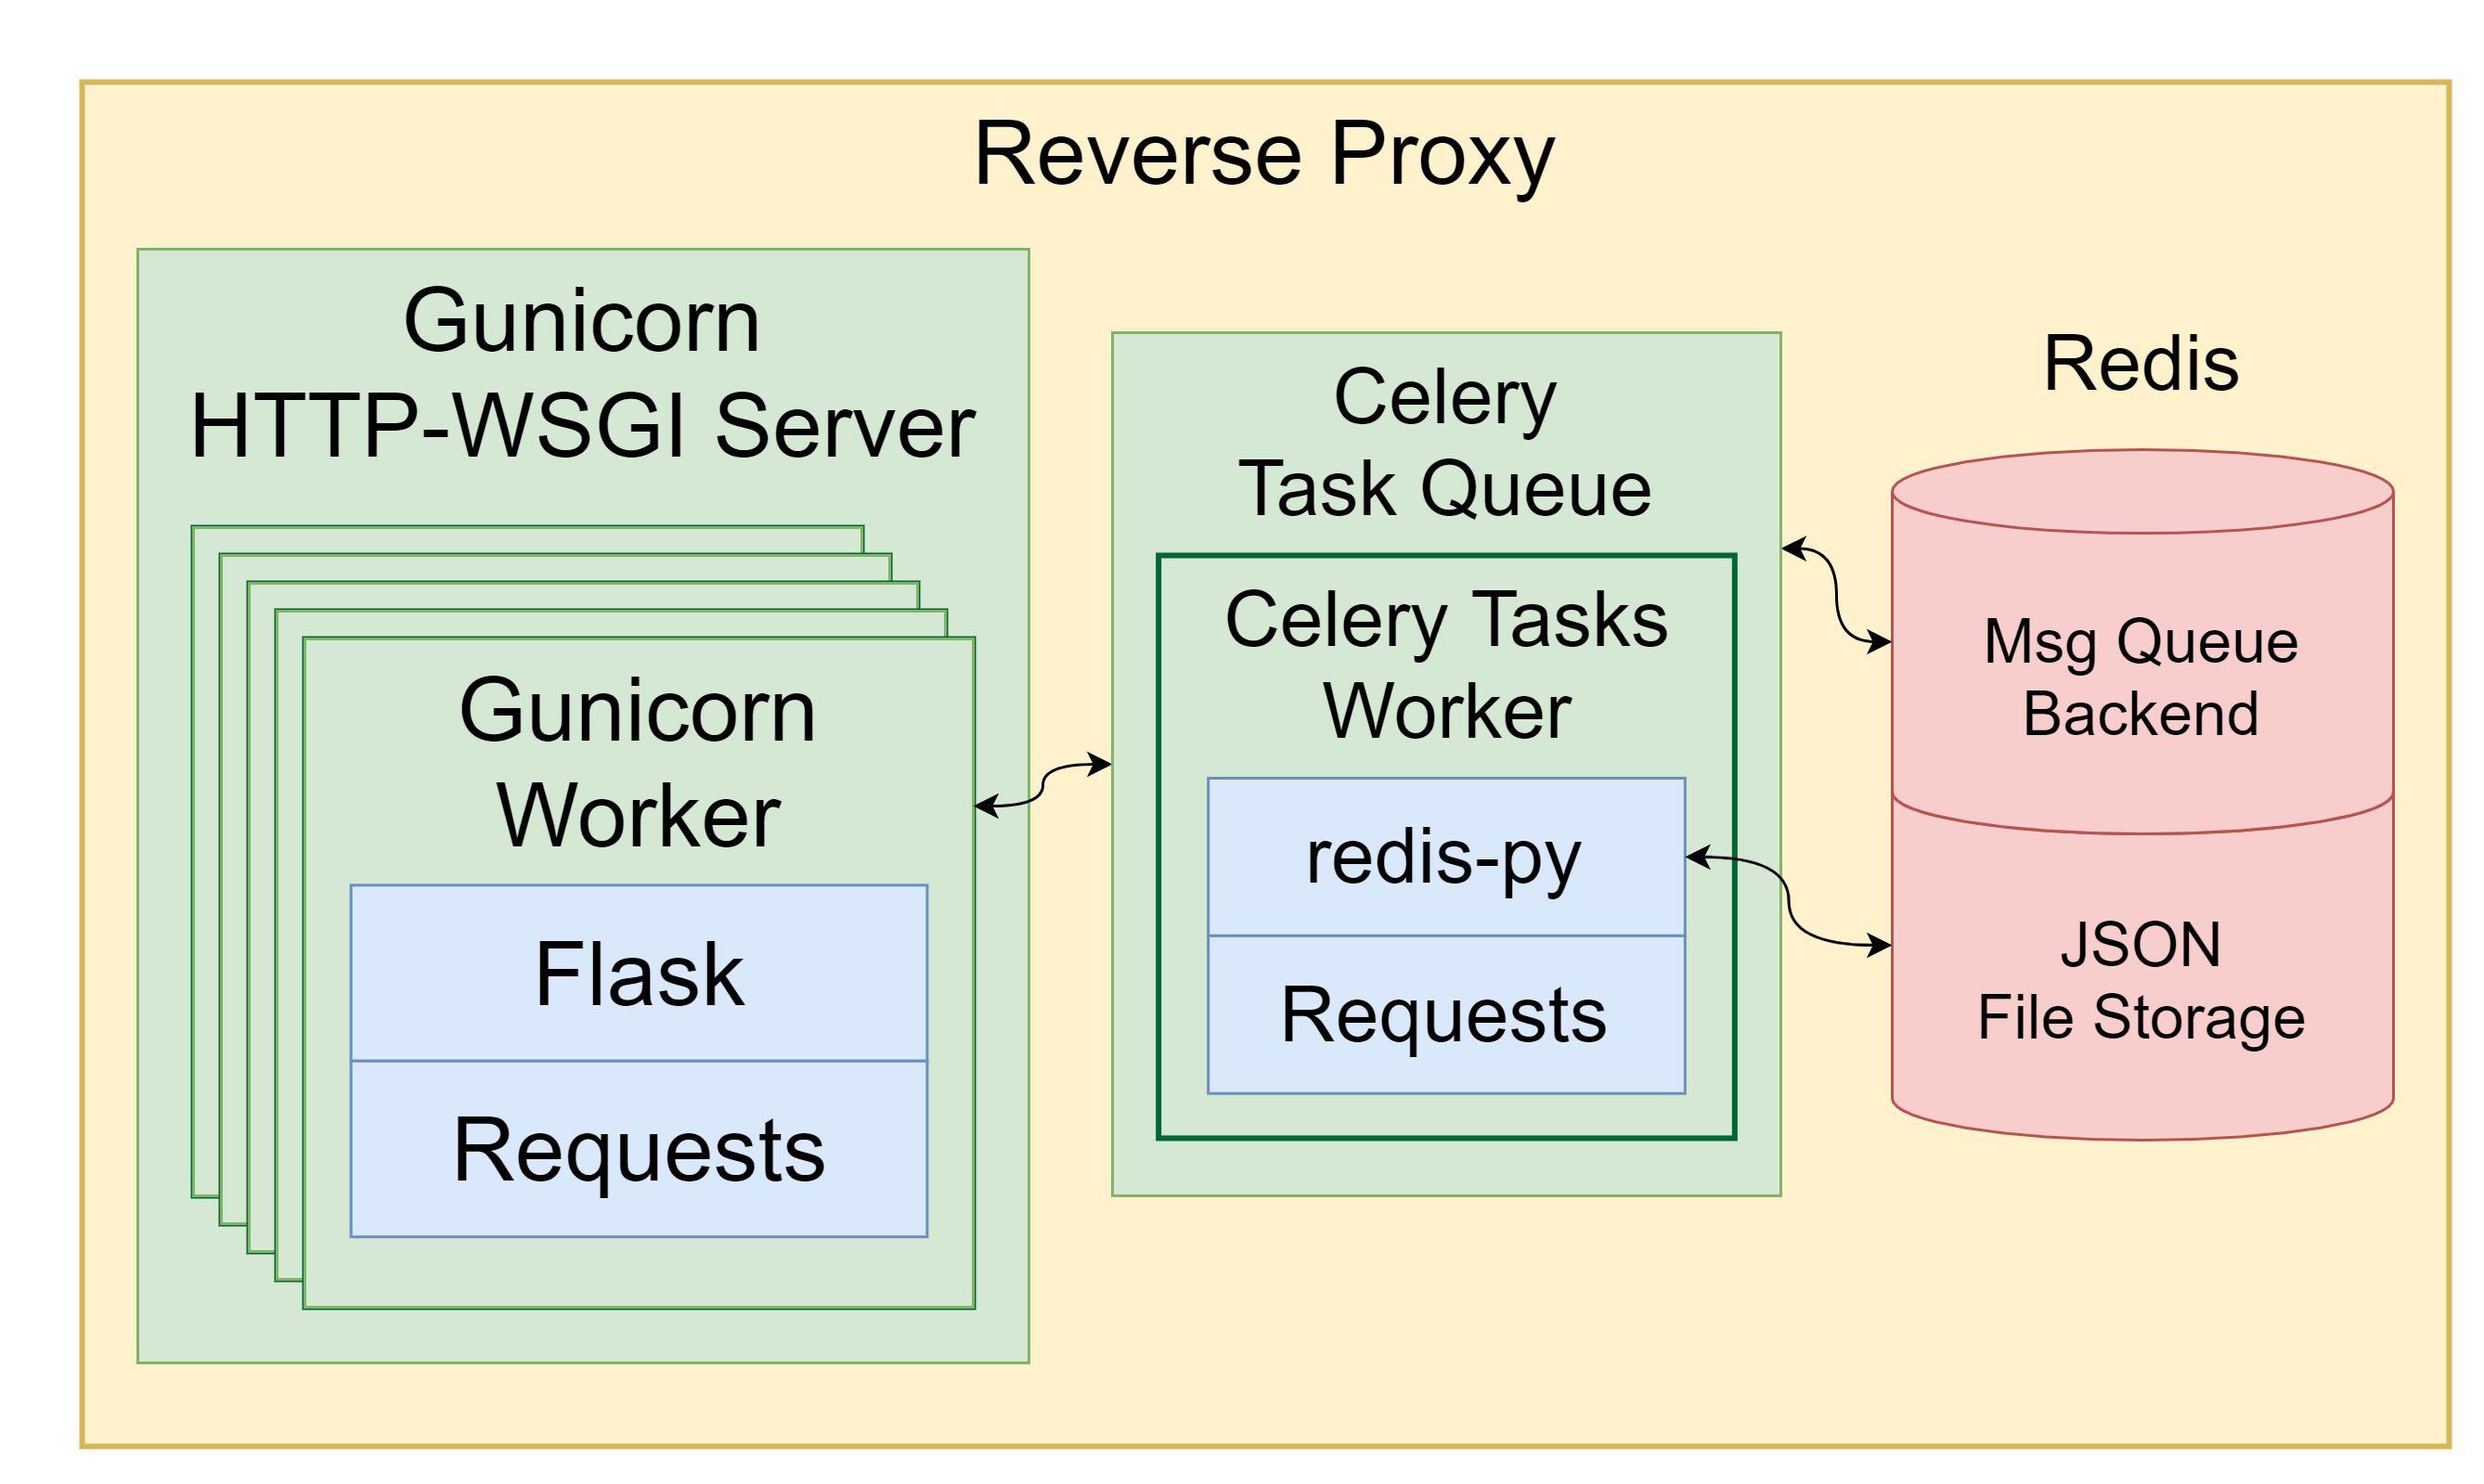 Reverse Proxy
Gunicorn
HTTP-WSGI Server
Gunicorn
Worker
Flask
Requests
Celery
Task Queue
Celery Tasks
Worker
redis-py
Requests
Redis
Msg Queue
Backend
JSON
File Storage